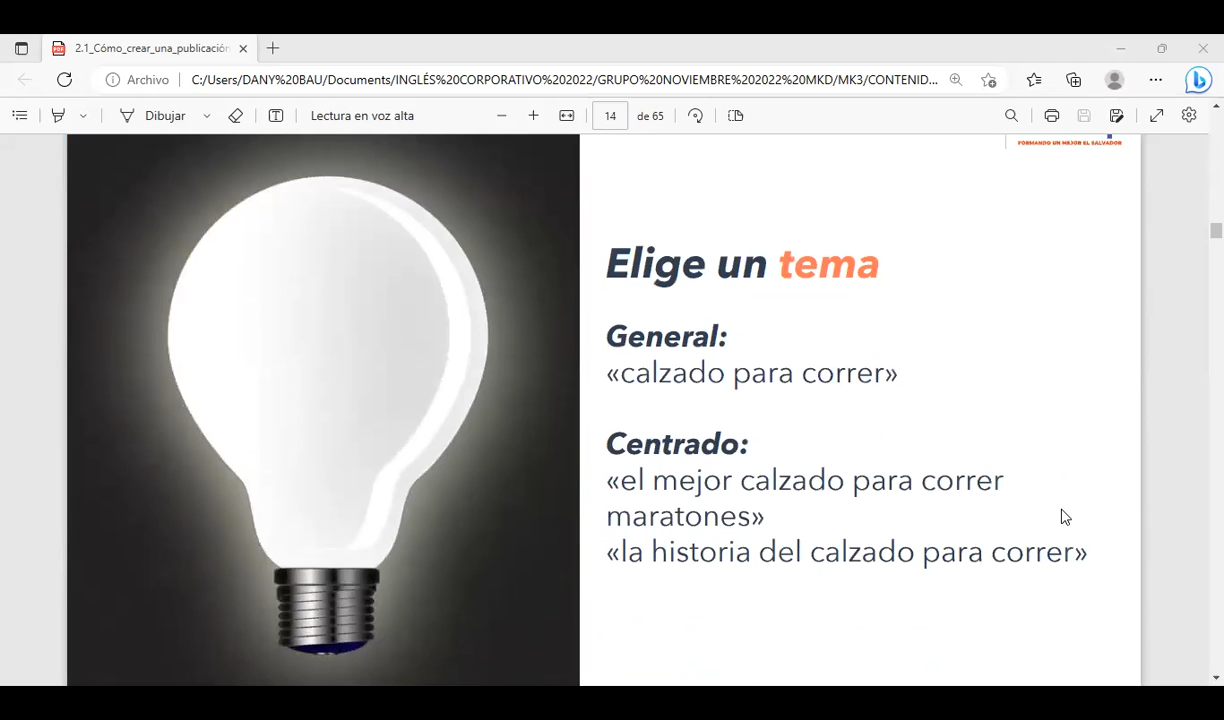 2.1_Cómo_crear_una_publicación
Archivo
C:/Users/DANY%20BAU/Documents/INGLÉS%20CORPORATIVO%202022/GRUPO%20NOVIEMBRE%202022%20MKD/MK3/CONTENID...
Dibujar
Lectura en voz alta
14
de 65
FORMANDO UN MEJOR EL SALVADOR
Elige un tema
General:
«calzado para correr»
Centrado:
«el mejor calzado para correr
maratones»
«la historia del calzado para correr»